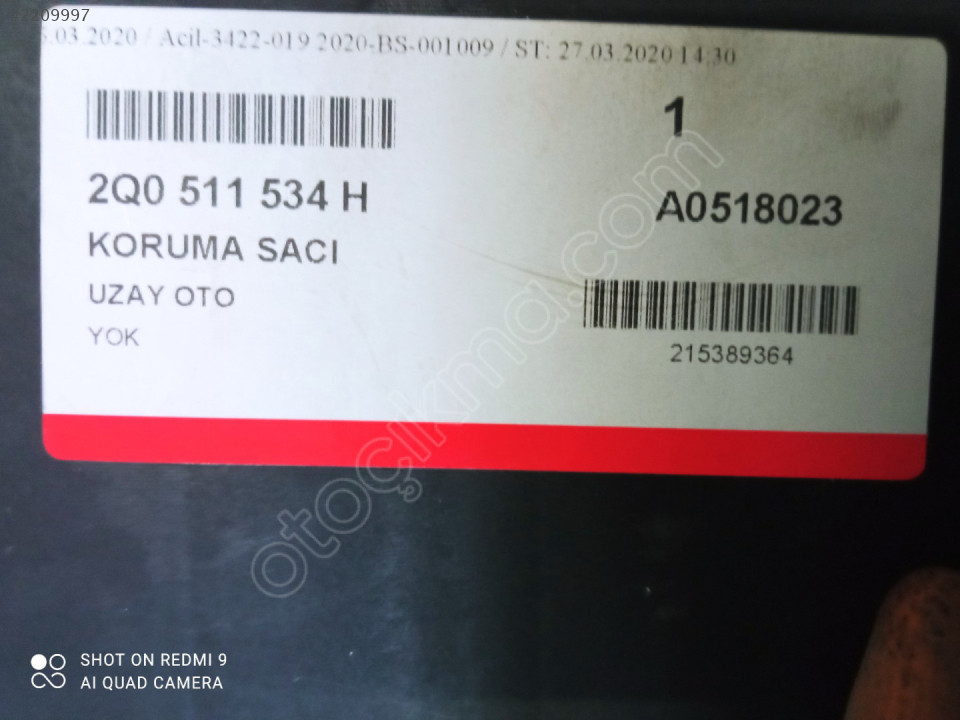 09997
.03.2020 / Acil-3422-019 2020-BS-001009 / ST: 27.03.2020 14:30
1
2Q0 511 534 H
A0518023
KORUMA SACI
UZAY OTO
YOK
215389364
otoçıkma.com
SHOT ON REDMI 9
AI QUAD CAMERA